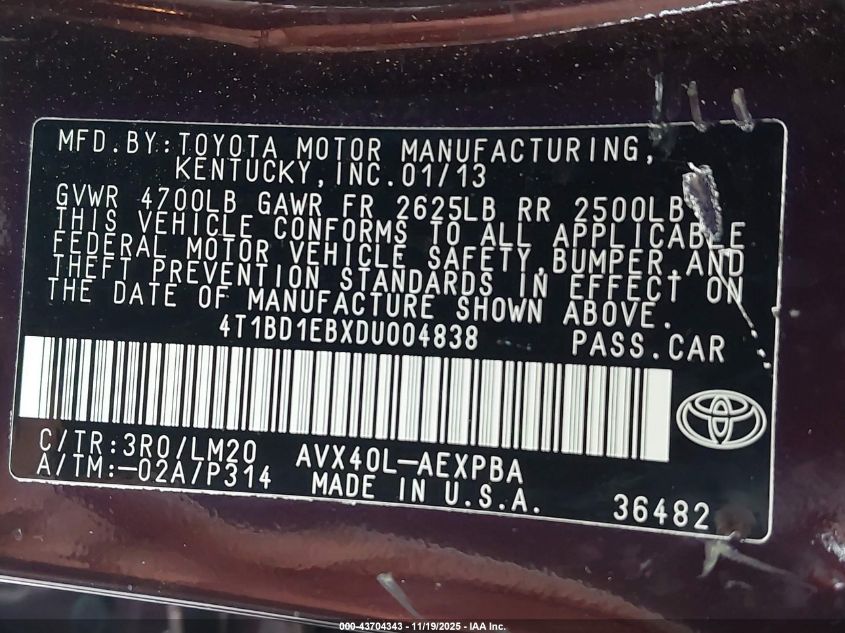 MFD.BY:TOYOTA MOTOR MANUFACTURING,
KENTUCKY,INC.01/13
GVWR 4700LB GAWR FR 2625LB RR 2500LB
THIS VEHICLE CONFORMS TO ALL APPLICABLE
FEDERAL MOTOR VEHICLE SAFETY,BUMPER,AND
THEFT PREVENTION STANDARDS IN EFFECT ON
THE DATE OF MANUFACTURE SHOWN ABOVE.
4T1BD1EBXDU004838 PASS.CAR
C/TR:3R0/LM20 AVX40L-AEXPBA
A/TM:-02A/P314 MADE IN U.S.A. 36482
000-43704343 - 11/19/2025 - IAA Inc.